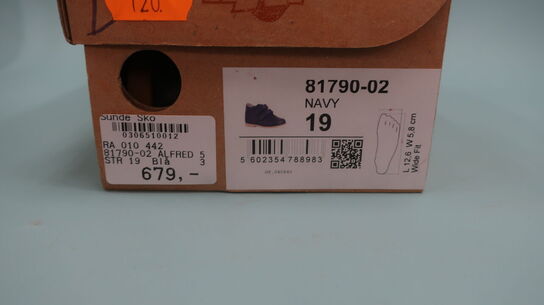 120.
Sunde Sko
0306510012
RA 010 442
81790-02 ALFRED 5
STR 19 Blå 3
679,-
81790-02
NAVY
19
5 602354 788983
L 12,6 W 5,8 cm
Wide Fit